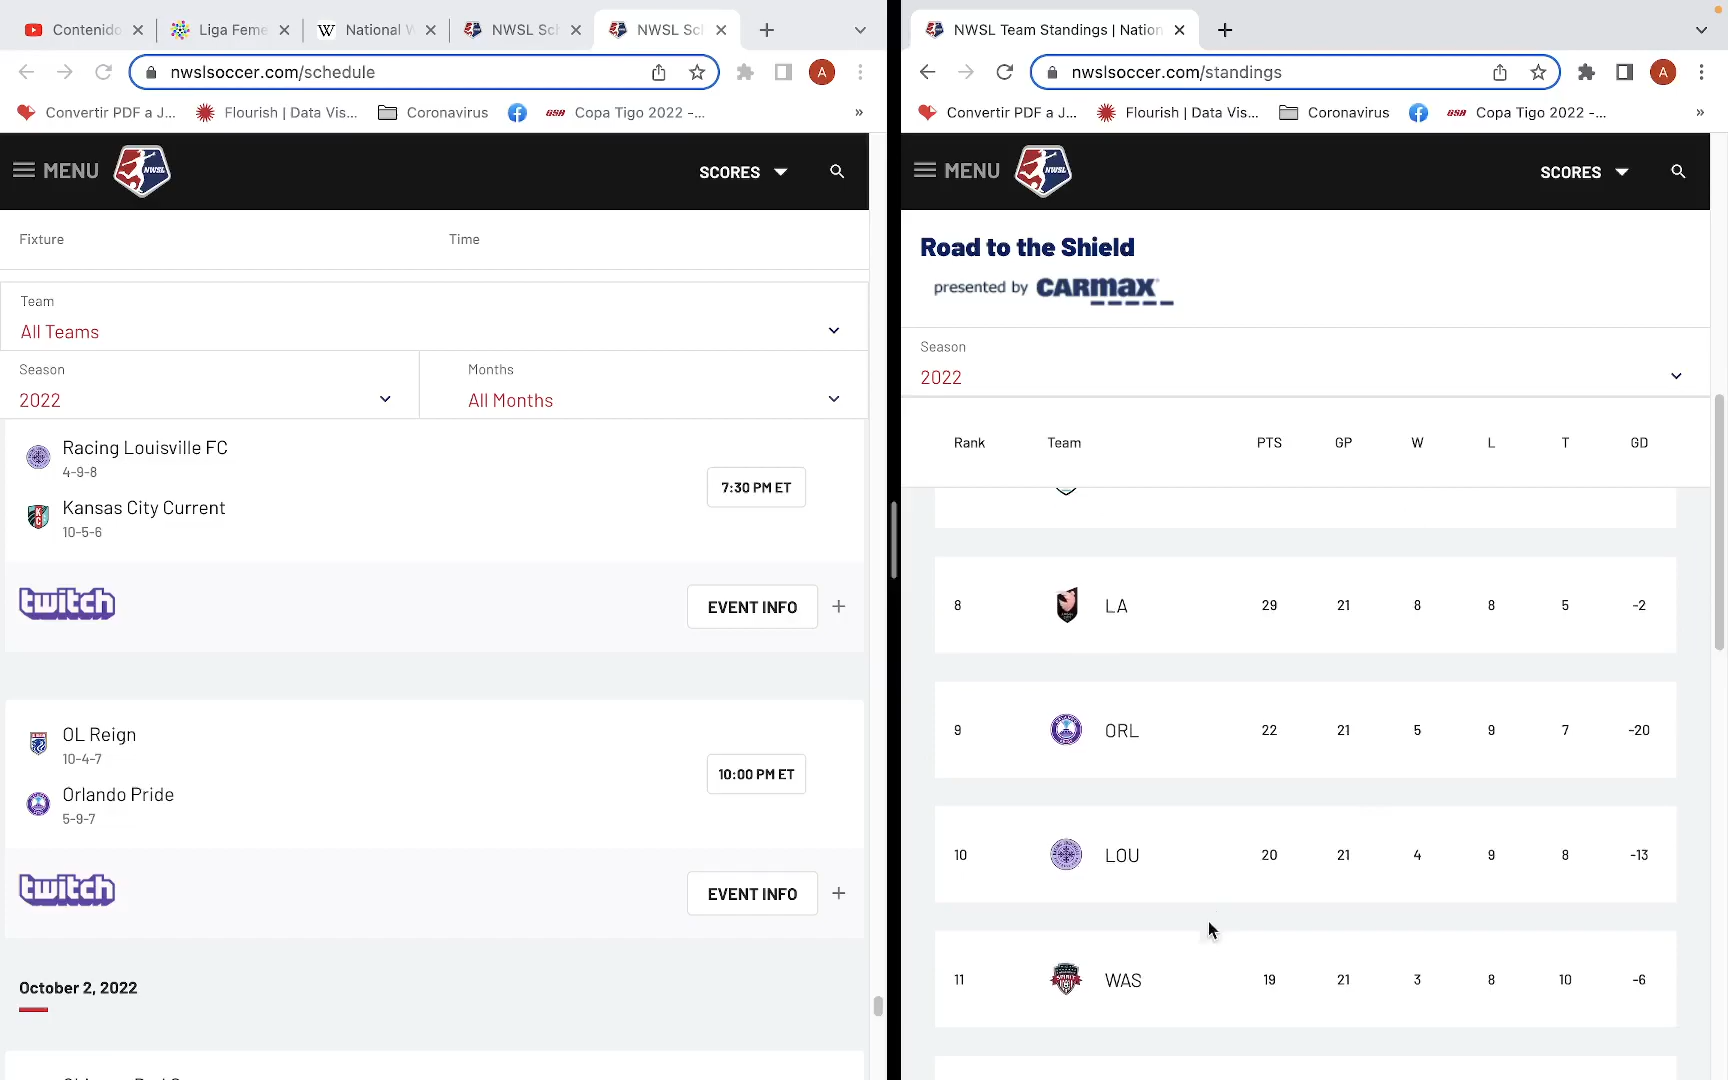 Contenido
Liga Feme
National W
NWSL Sch
NWSL Sch
nwslsoccer.com/schedule
A
Convertir PDF a J...
Flourish | Data Vis...
Coronavirus
Copa Tigo 2022 -...
»
MENU
NWSL
SCORES
Fixture
Time
Team
All Teams
Season
2022
Months
All Months
Racing Louisville FC
4-9-8
Kansas City Current
10-5-6
7:30 PM ET
twitch
EVENT INFO
OL Reign
10-4-7
Orlando Pride
5-9-7
10:00 PM ET
twitch
EVENT INFO
October 2, 2022
NWSL Team Standings | Nation
nwslsoccer.com/standings
A
Convertir PDF a J...
Flourish | Data Vis...
Coronavirus
Copa Tigo 2022 -...
»
MENU
NWSL
SCORES
Road to the Shield
presented by CARMAX
Season
2022
Rank Team PTS GP W L T GD
8 LA 29 21 8 8 5 -2
9 ORL 22 21 5 9 7 -20
10 LOU 20 21 4 9 8 -13
11 WAS 19 21 3 8 10 -6